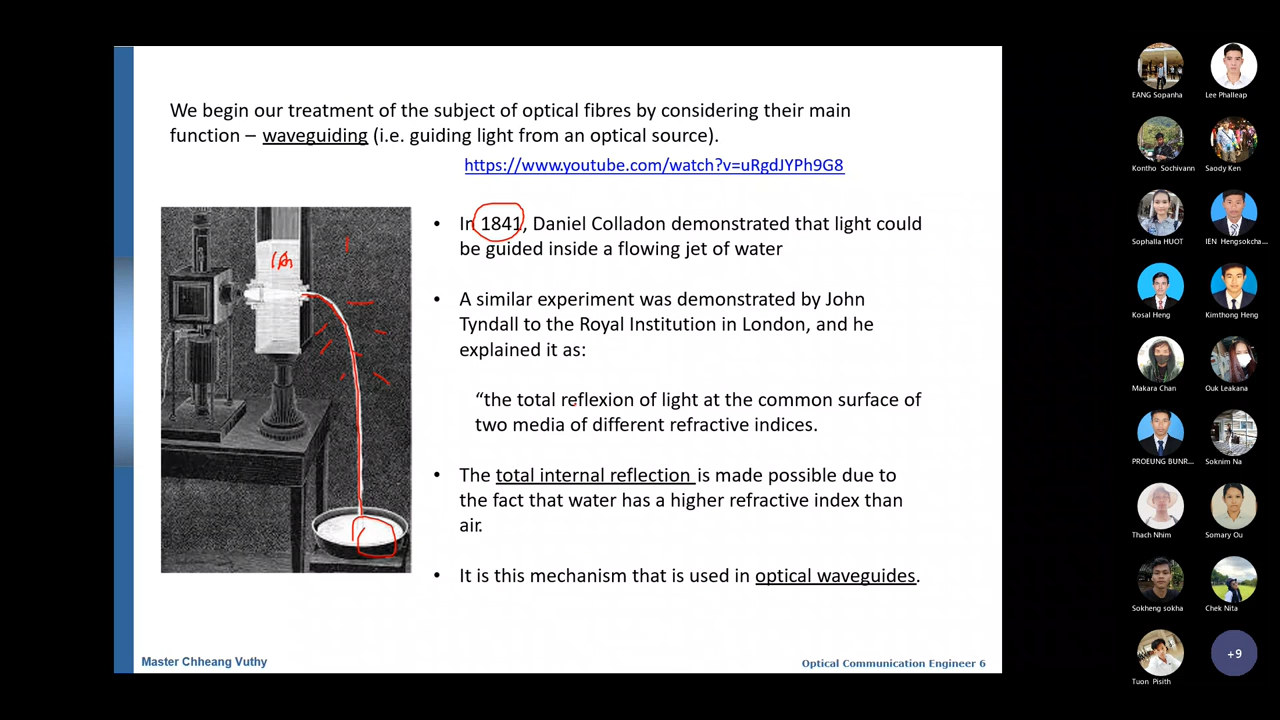 We begin our treatment of the subject of optical fibres by considering their main
function – waveguiding (i.e. guiding light from an optical source).
https://www.youtube.com/watch?v=uRgdJYPh9G8
• In 1841, Daniel Colladon demonstrated that light could
be guided inside a flowing jet of water
• A similar experiment was demonstrated by John
Tyndall to the Royal Institution in London, and he
explained it as:
“the total reflexion of light at the common surface of
two media of different refractive indices.
• The total internal reflection is made possible due to
the fact that water has a higher refractive index than
air.
• It is this mechanism that is used in optical waveguides.
Master Chheang Vuthy
Optical Communication Engineer 6
EANG Sopanha
Lee Phalleap
Kontho Sochivann
Saody Ken
Sophalla HUOT
IEN Hengsokcha...
Kosal Heng
Kimthong Heng
Makara Chan
Ouk Leakana
PROEUNG BUNR...
Soknim Na
Thach Nhim
Somary Ou
Sokheng sokha
Chek Nita
Tuon Pisith
+9